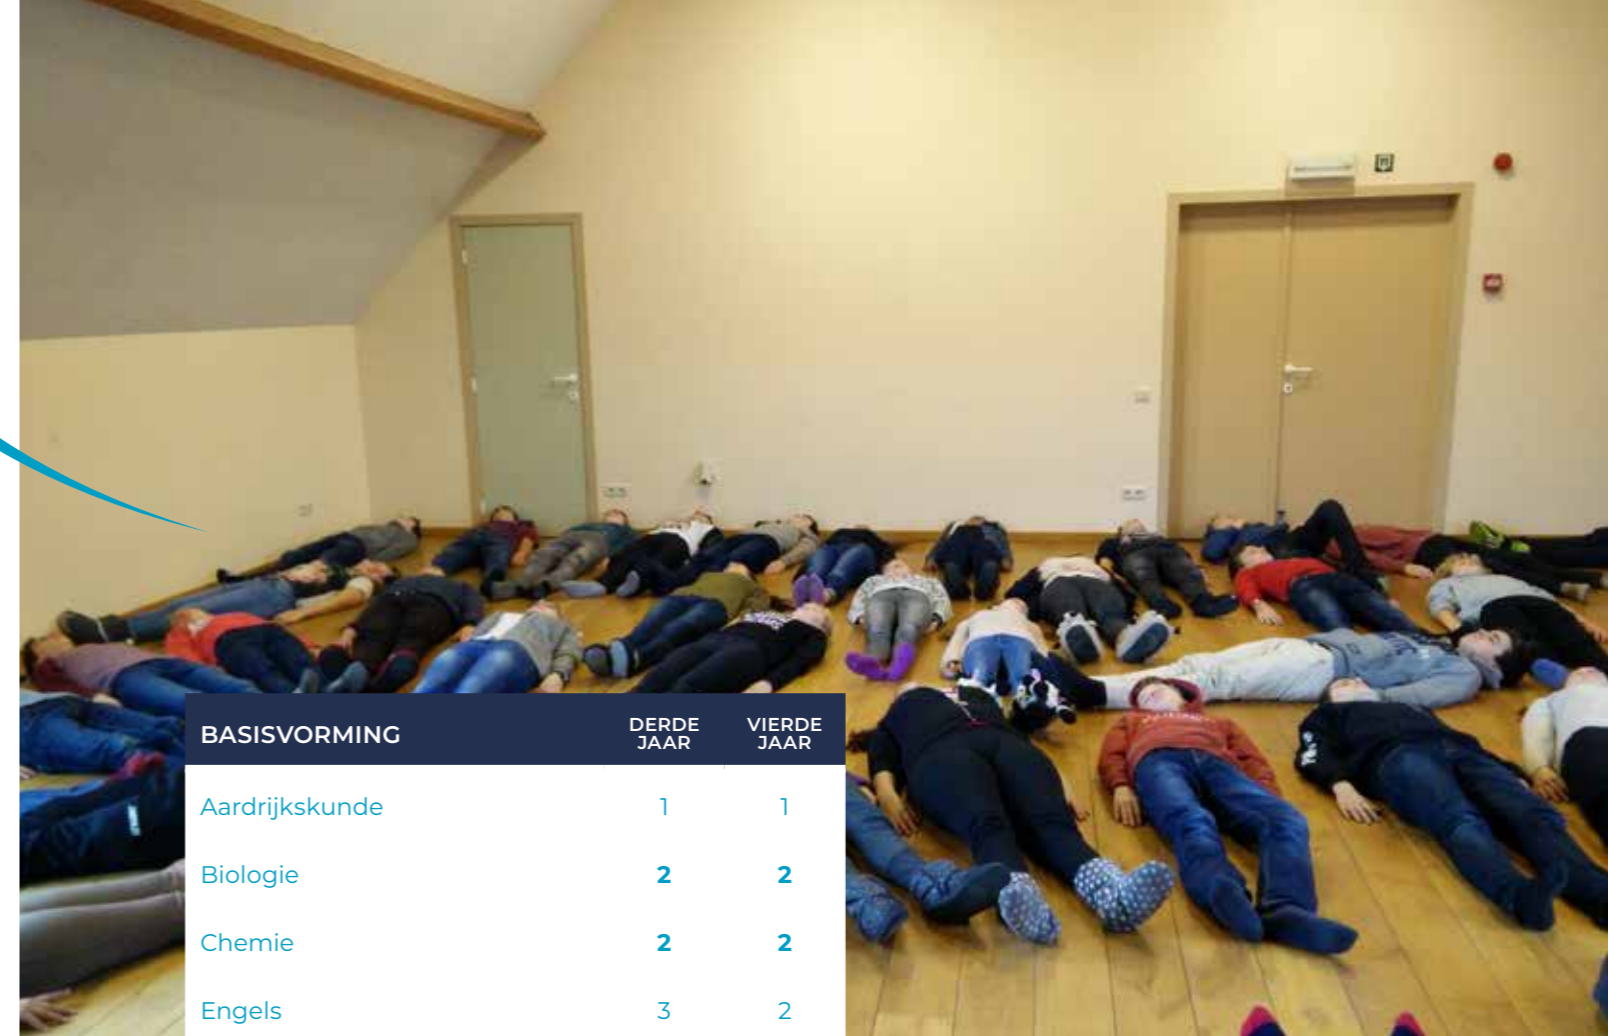 BASISVORMING DERDE JAAR VIERDE JAAR
Aardrijkskunde 1 1
Biologie 2 2
Chemie 2 2
Engels 3 2